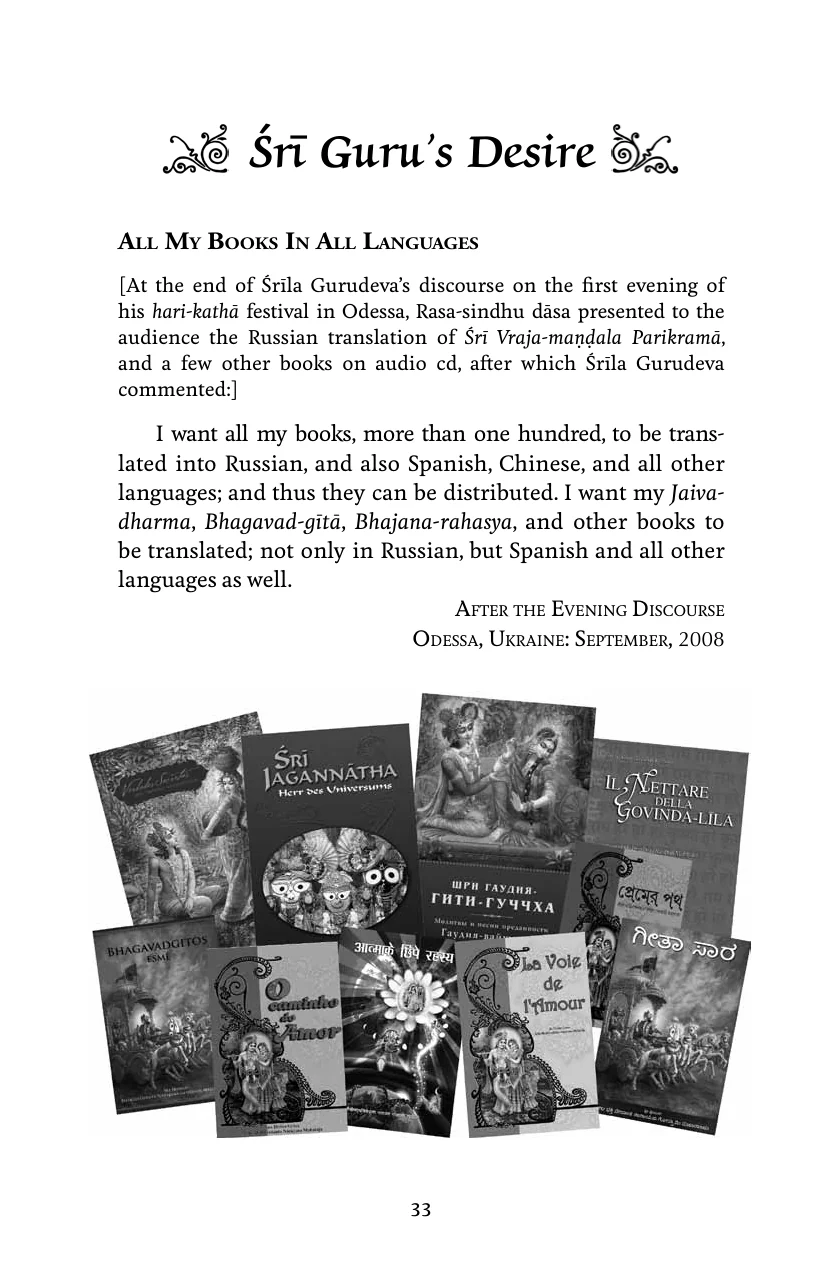 Śrī Guru's Desire
All My Books In All Languages
[At the end of Śrīla Gurudeva’s discourse on the first evening of
his hari-kathā festival in Odessa, Rasa-sindhu dāsa presented to the
audience the Russian translation of Śrī Vraja-maṇḍala Parikramā,
and a few other books on audio cd, after which Śrīla Gurudeva
commented:]
I want all my books, more than one hundred, to be trans-
lated into Russian, and also Spanish, Chinese, and all other
languages; and thus they can be distributed. I want my Jaiva-
dharma, Bhagavad-gītā, Bhajana-rahasya, and other books to
be translated; not only in Russian, but Spanish and all other
languages as well.
After the Evening Discourse
Odessa, Ukraine: September, 2008
ŚRĪ
JAGANNĀTHA
Herr des Universums
ШРИ ГАУДИЯ-
ГИТИ-ГУЧЧХА
Молитвы и песни преданность
IL NETTARE
DELLA
GOVINDA-LILA
প্রেমের পথ
BHAGAVADGITOS
ESMĖ
O
caminho
do
Amor
आत्माके छिपे रहस्य
La Voie
de
l'Amour
ಗೀತಾ ಸಾರ
33